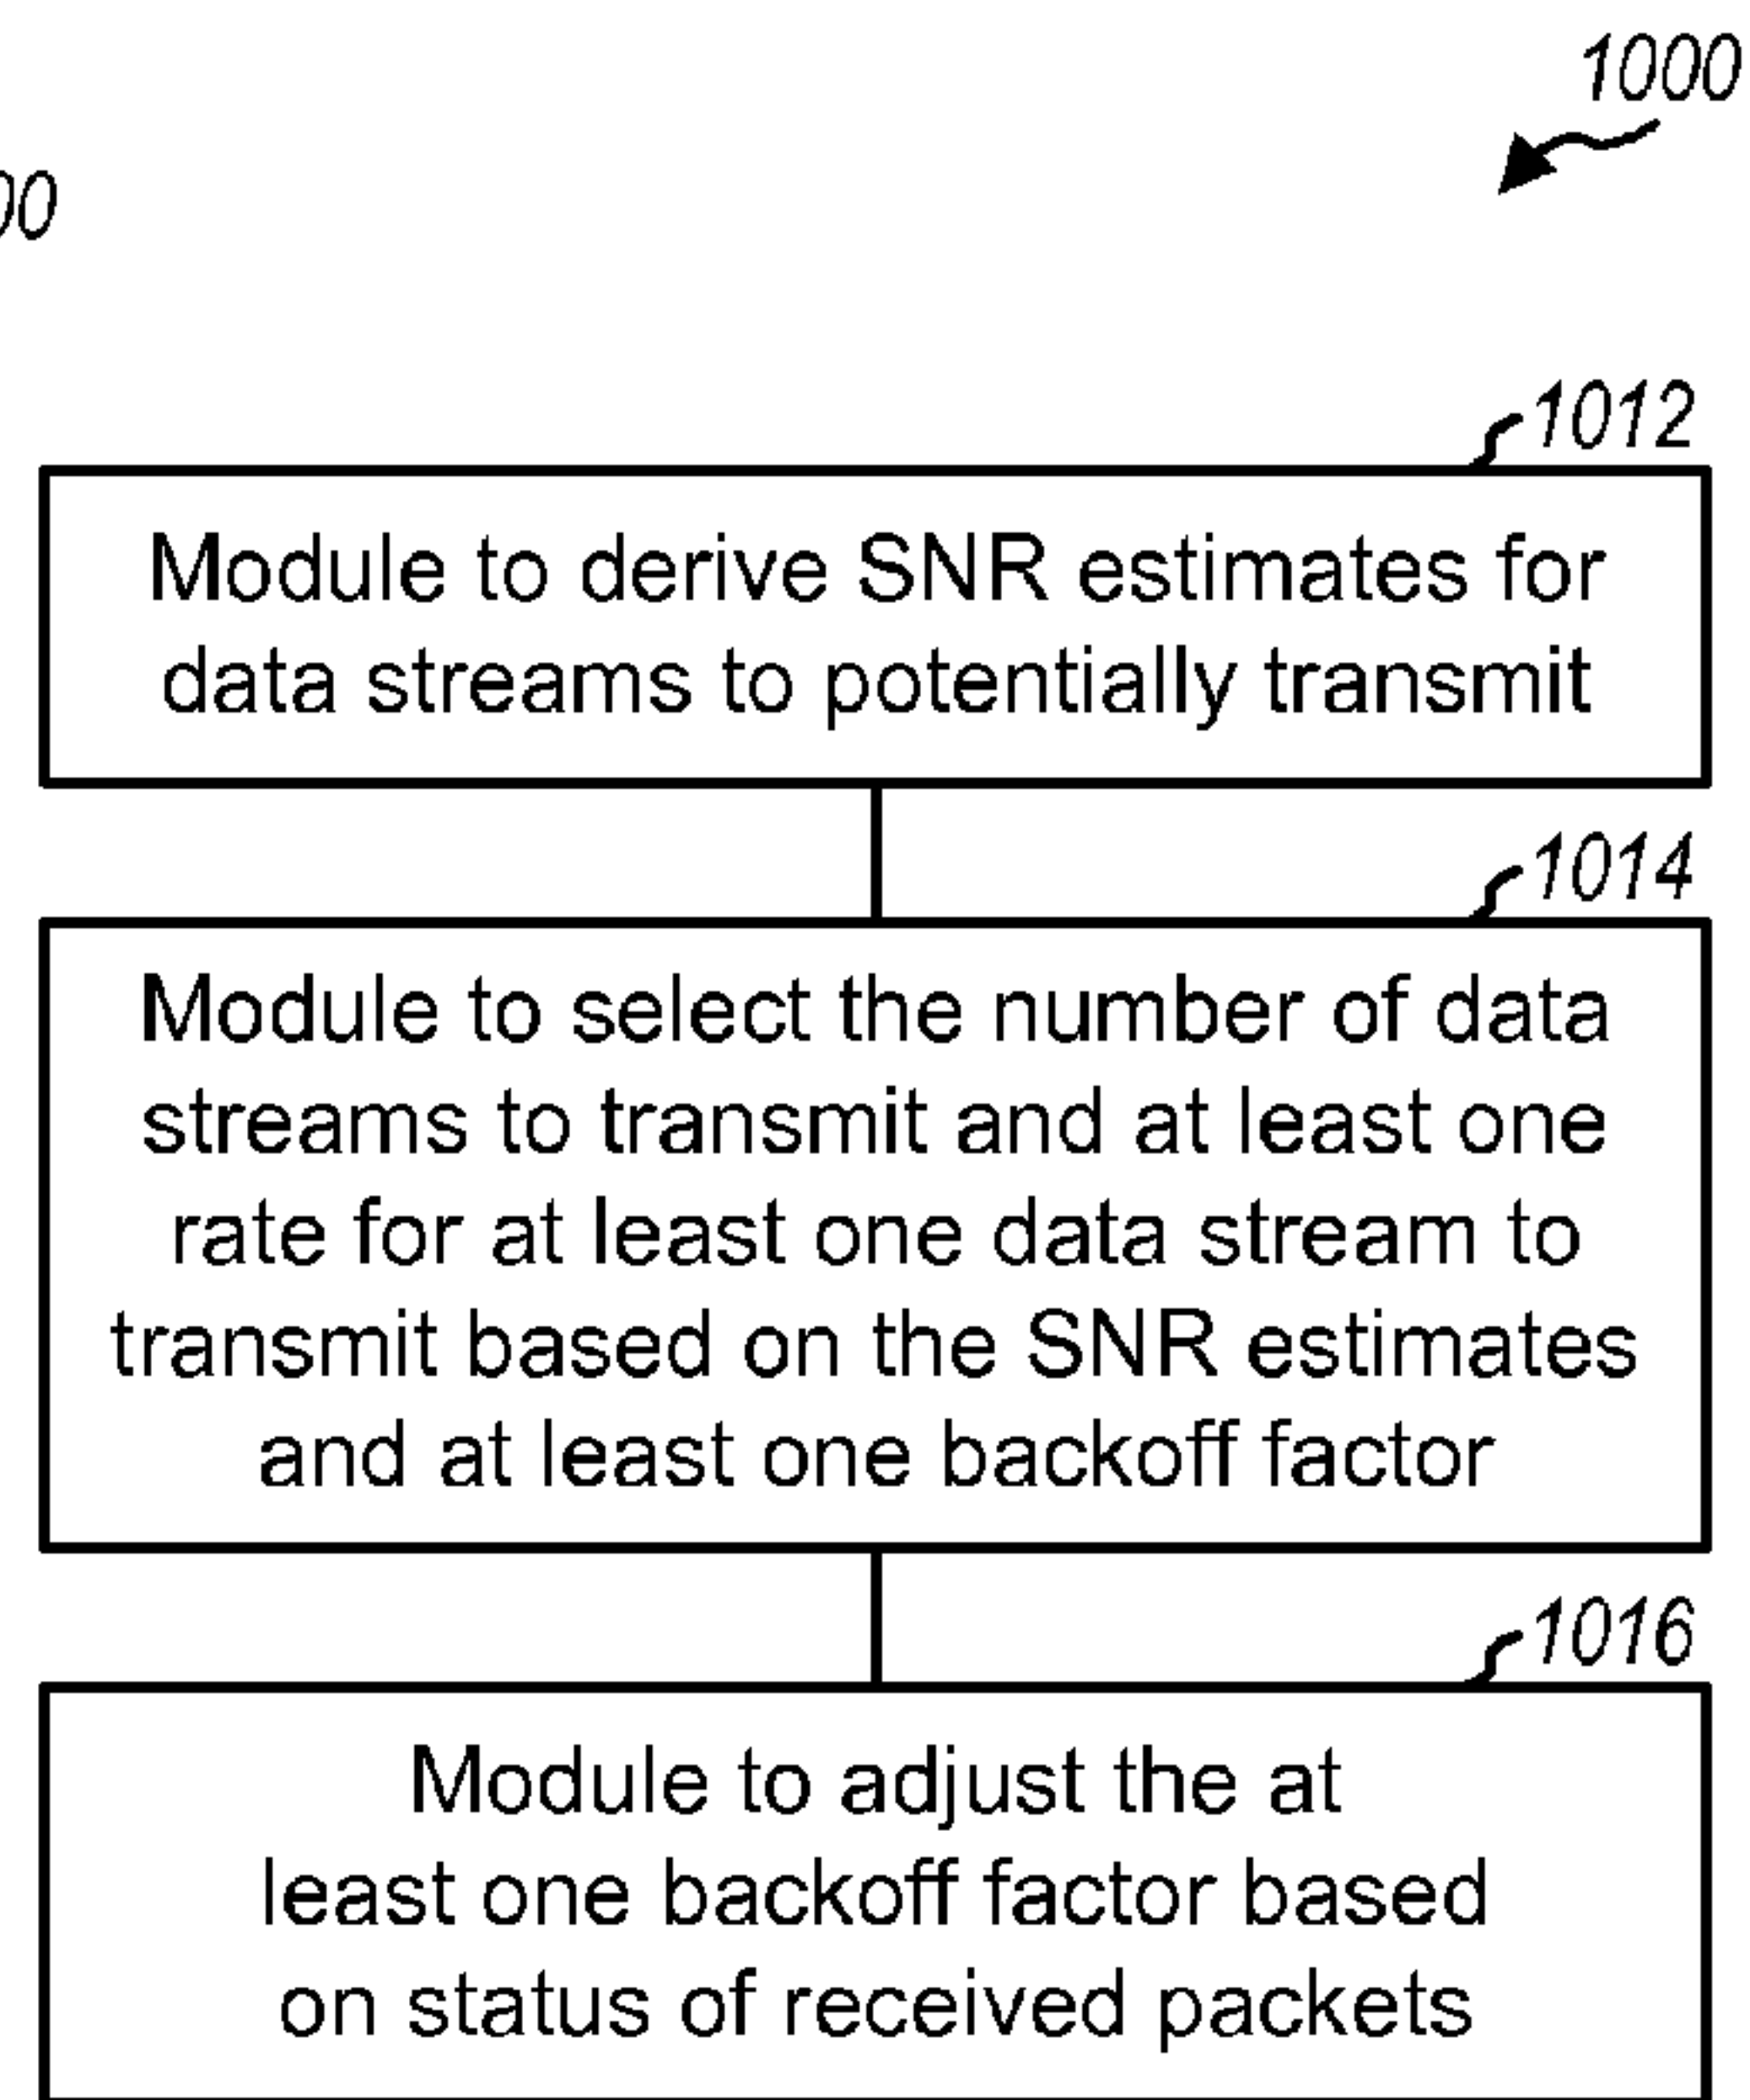 1000
00
1012
Module to derive SNR estimates for
data streams to potentially transmit
1014
Module to select the number of data
streams to transmit and at least one
rate for at least one data stream to
transmit based on the SNR estimates
and at least one backoff factor
1016
Module to adjust the at
least one backoff factor based
on status of received packets